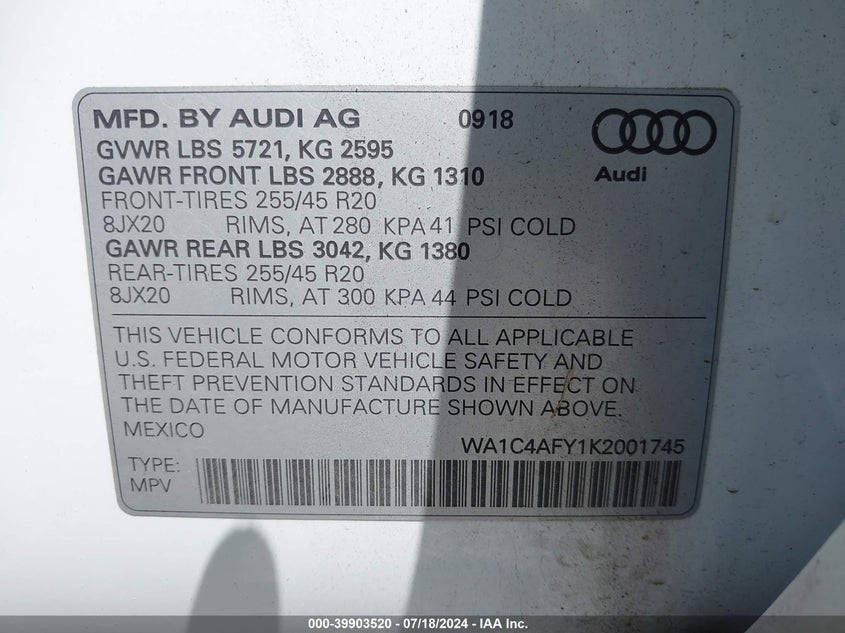 MFD. BY AUDI AG 0918
GVWR LBS 5721, KG 2595
GAWR FRONT LBS 2888, KG 1310
Audi
FRONT-TIRES 255/45 R20
8JX20 RIMS, AT 280 KPA 41 PSI COLD
GAWR REAR LBS 3042, KG 1380
REAR-TIRES 255/45 R20
8JX20 RIMS, AT 300 KPA 44 PSI COLD
THIS VEHICLE CONFORMS TO ALL APPLICABLE
U.S. FEDERAL MOTOR VEHICLE SAFETY AND
THEFT PREVENTION STANDARDS IN EFFECT ON
THE DATE OF MANUFACTURE SHOWN ABOVE.
MEXICO
WA1C4AFY1K2001745
TYPE:
MPV
000-39903520 - 07/18/2024 - IAA Inc.